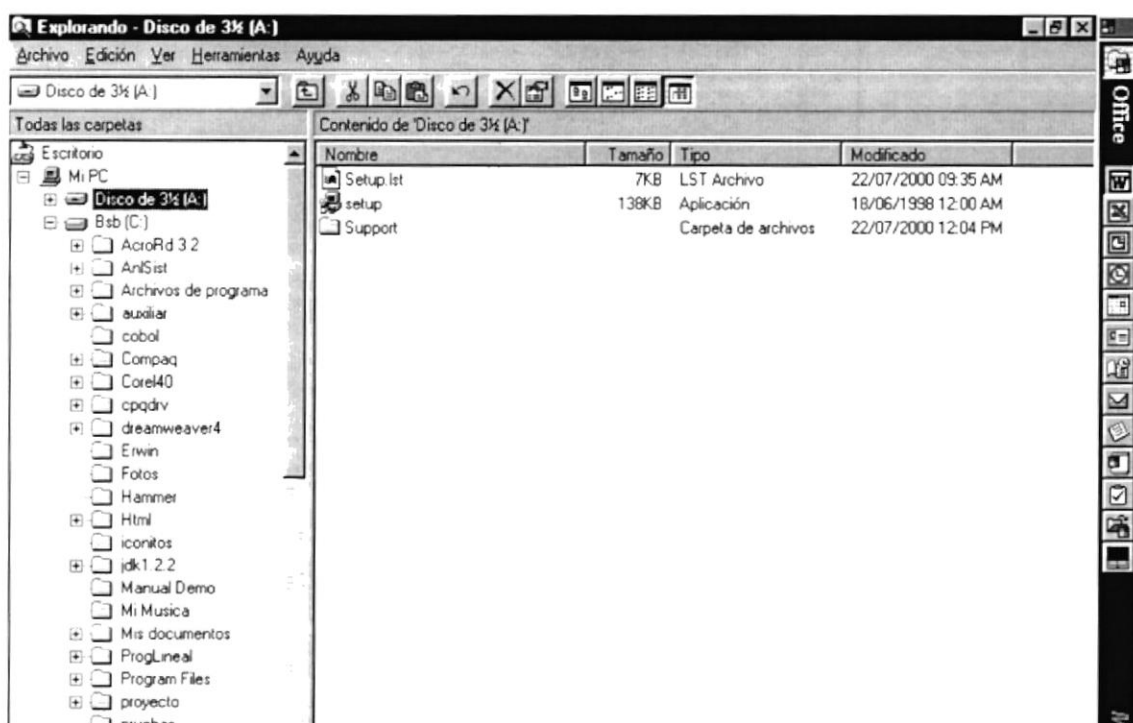 Explorando - Disco de 3½ (A:)
Archivo Edición Ver Herramientas Ayuda
Disco de 3½ (A:)
Todas las carpetas
Contenido de 'Disco de 3½ (A:)'
Nombre Tamaño Tipo Modificado
Setup.lst 7KB LST Archivo 22/07/2000 09:35 AM
setup 138KB Aplicación 18/06/1998 12:00 AM
Support Carpeta de archivos 22/07/2000 12:04 PM
Escritorio
Mi PC
Disco de 3½ (A:)
Bsb (C:)
AcroRd 3.2
AnlSist
Archivos de programa
auxiliar
cobol
Compaq
Corel40
cpqdrv
dreamweaver4
Erwin
Fotos
Hammer
Html
iconitos
jdk1.2.2
Manual Demo
Mi Musica
Mis documentos
ProgLineal
Program Files
proyecto
Office